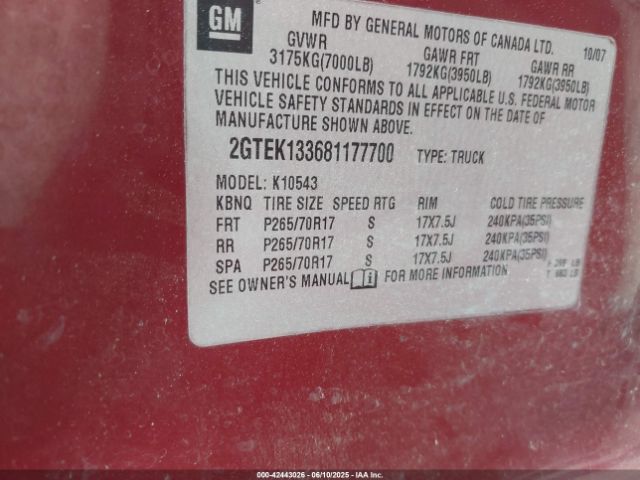 GM
MFD BY GENERAL MOTORS OF CANADA LTD. 10/07
GVWR GAWR FRT GAWR RR
3175KG(7000LB) 1792KG(3950LB) 1792KG(3950LB)
THIS VEHICLE CONFORMS TO ALL APPLICABLE U.S. FEDERAL MOTOR
VEHICLE SAFETY STANDARDS IN EFFECT ON THE DATE OF
MANUFACTURE SHOWN ABOVE.
2GTEK133681177700 TYPE: TRUCK
MODEL: K10543
KBNQ TIRE SIZE SPEED RTG RIM COLD TIRE PRESSURE
FRT P265/70R17 S 17X7.5J 240KPA(35PSI)
RR P265/70R17 S 17X7.5J 240KPA(35PSI)
SPA P265/70R17 S 17X7.5J 240KPA(35PSI)
SEE OWNER'S MANUAL FOR MORE INFORMATION
000-42443026 - 06/10/2025 - IAAI.com